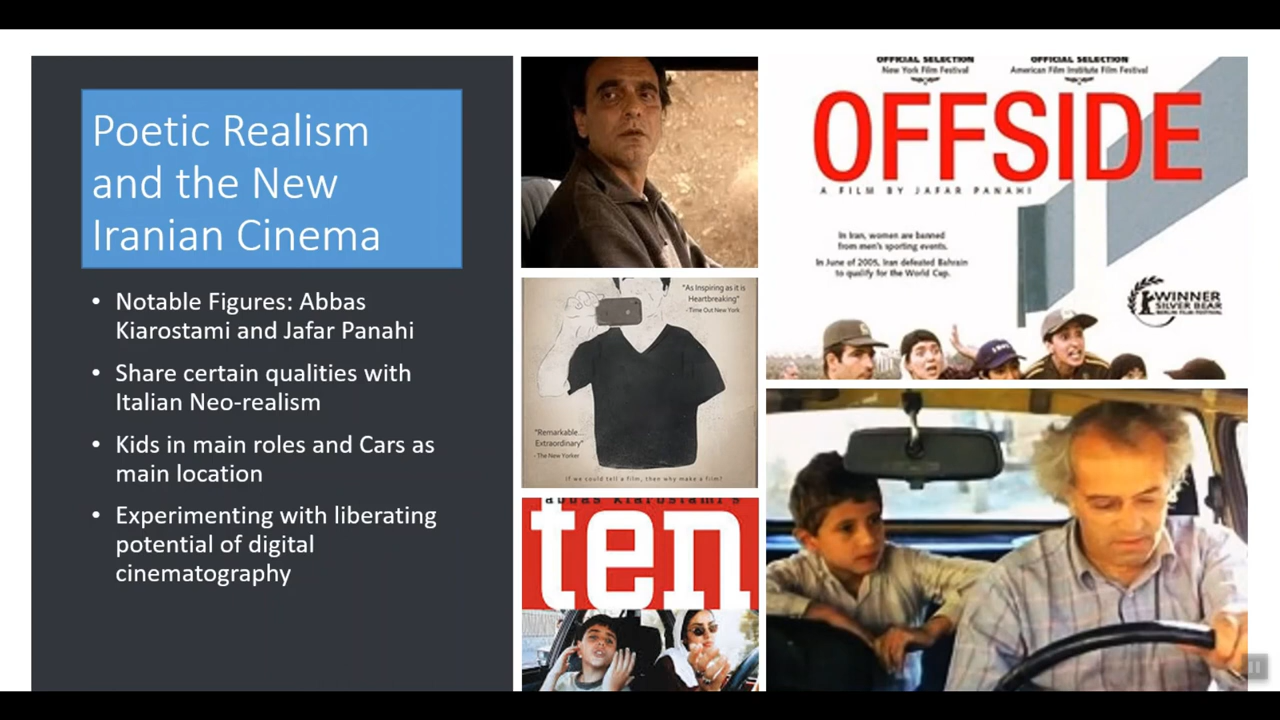 Poetic Realism
and the New
Iranian Cinema
• Notable Figures: Abbas
Kiarostami and Jafar Panahi
• Share certain qualities with
Italian Neo-realism
• Kids in main roles and Cars as
main location
• Experimenting with liberating
potential of digital
cinematography
"As Inspiring as it is
Heartbreaking"
- Time Out New York
"Remarkable...
Extraordinary"
- The New Yorker
If we could tell a film, then why make a film?
abbas kiarostami's
ten
OFFICIAL SELECTION
New York Film Festival
OFFICIAL SELECTION
American Film Institute Film Festival
OFFSIDE
A FILM BY JAFAR PANAHI
In Iran, women are banned
from men's sporting events.
In June of 2005, Iran defeated Bahrain
to qualify for the World Cup.
WINNER
SILVER BEAR
BERLIN FILM FESTIVAL